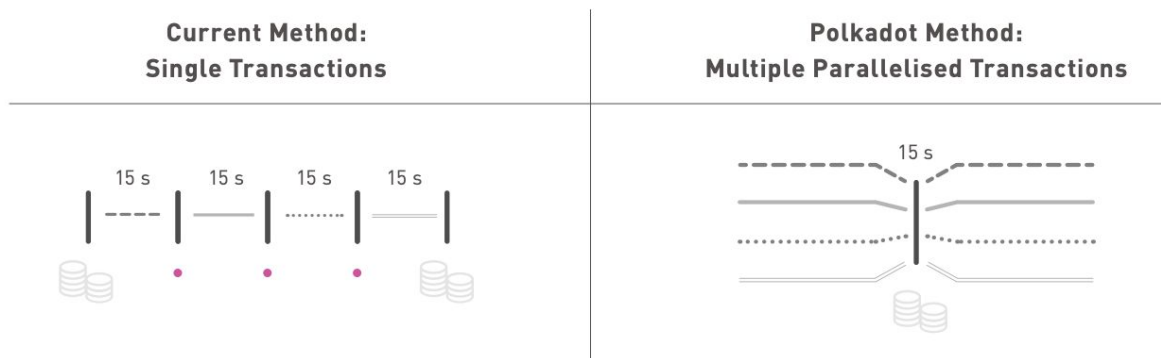 Current Method:
Single Transactions
Polkadot Method:
Multiple Parallelised Transactions
15 s
15 s
15 s
15 s
15 s